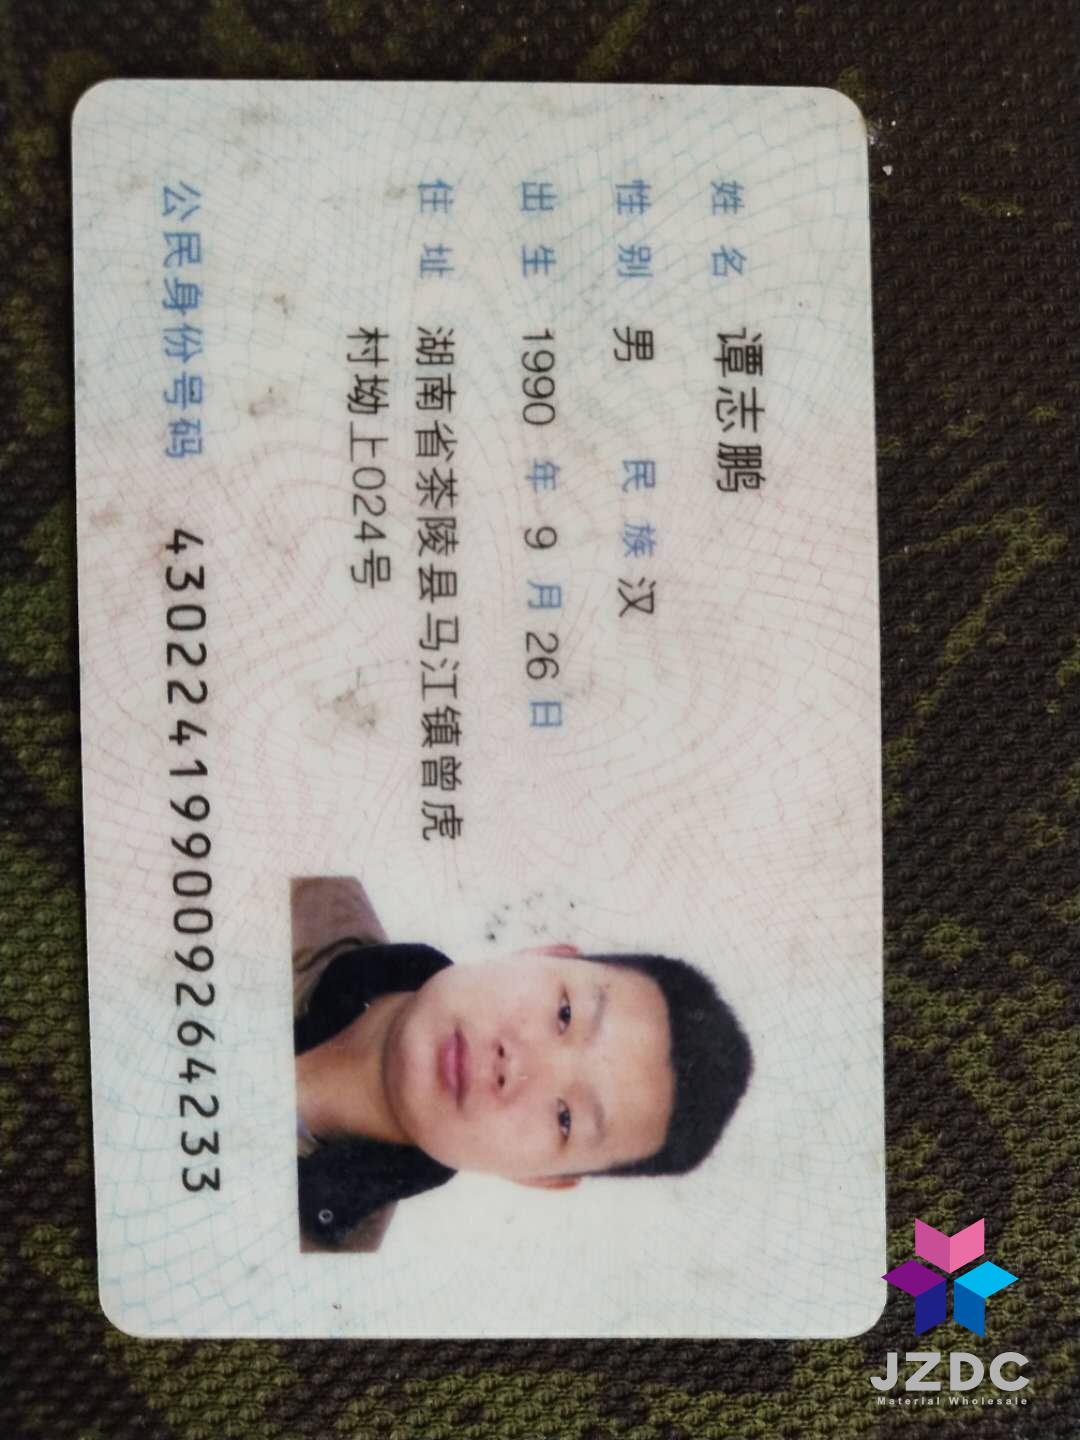 姓名 谭志鹏
性别 男 民族 汉
出生 1990 年 9 月 26 日
住址 湖南省茶陵县马江镇曾虎
村坳上024号
公民身份号码 430224199009264233
JZDC
Material Wholesale